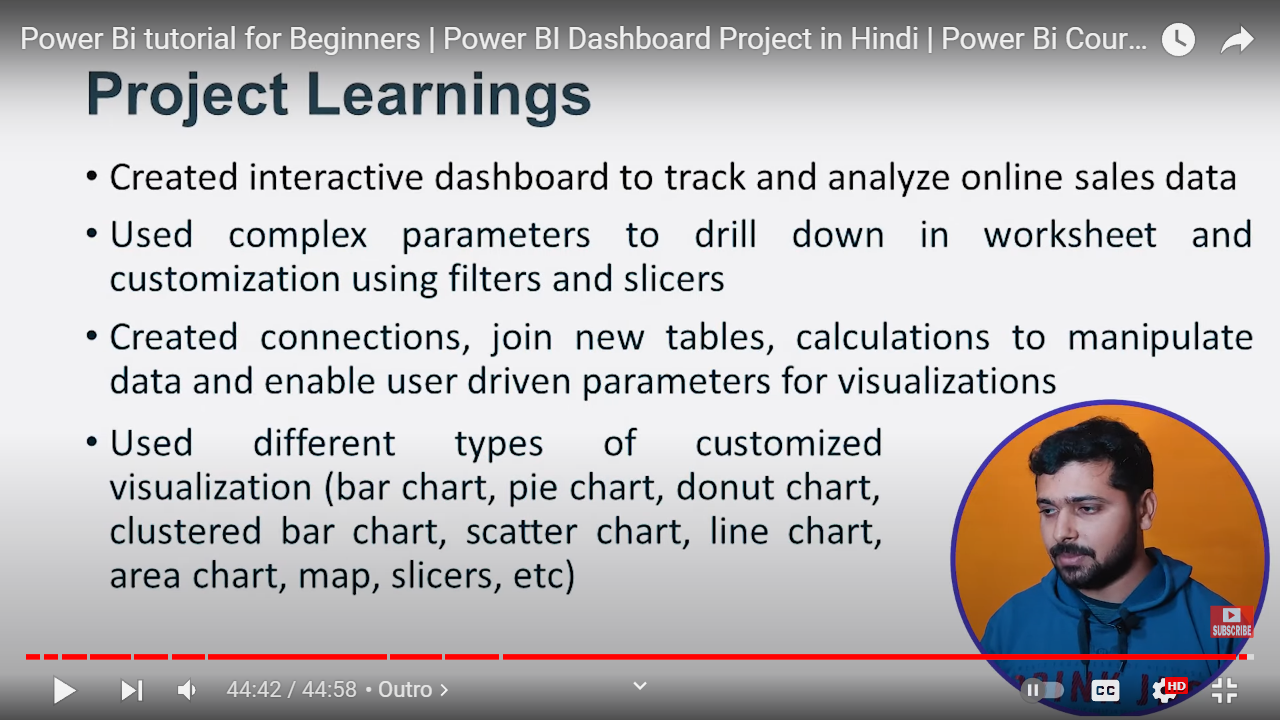 Power Bi tutorial for Beginners | Power BI Dashboard Project in Hindi | Power Bi Cour...
Project Learnings
• Created interactive dashboard to track and analyze online sales data
• Used complex parameters to drill down in worksheet and
customization using filters and slicers
• Created connections, join new tables, calculations to manipulate
data and enable user driven parameters for visualizations
• Used different types of customized
visualization (bar chart, pie chart, donut chart,
clustered bar chart, scatter chart, line chart,
area chart, map, slicers, etc)
SUBSCRIBE
44:42 / 44:58 • Outro
CC
HD